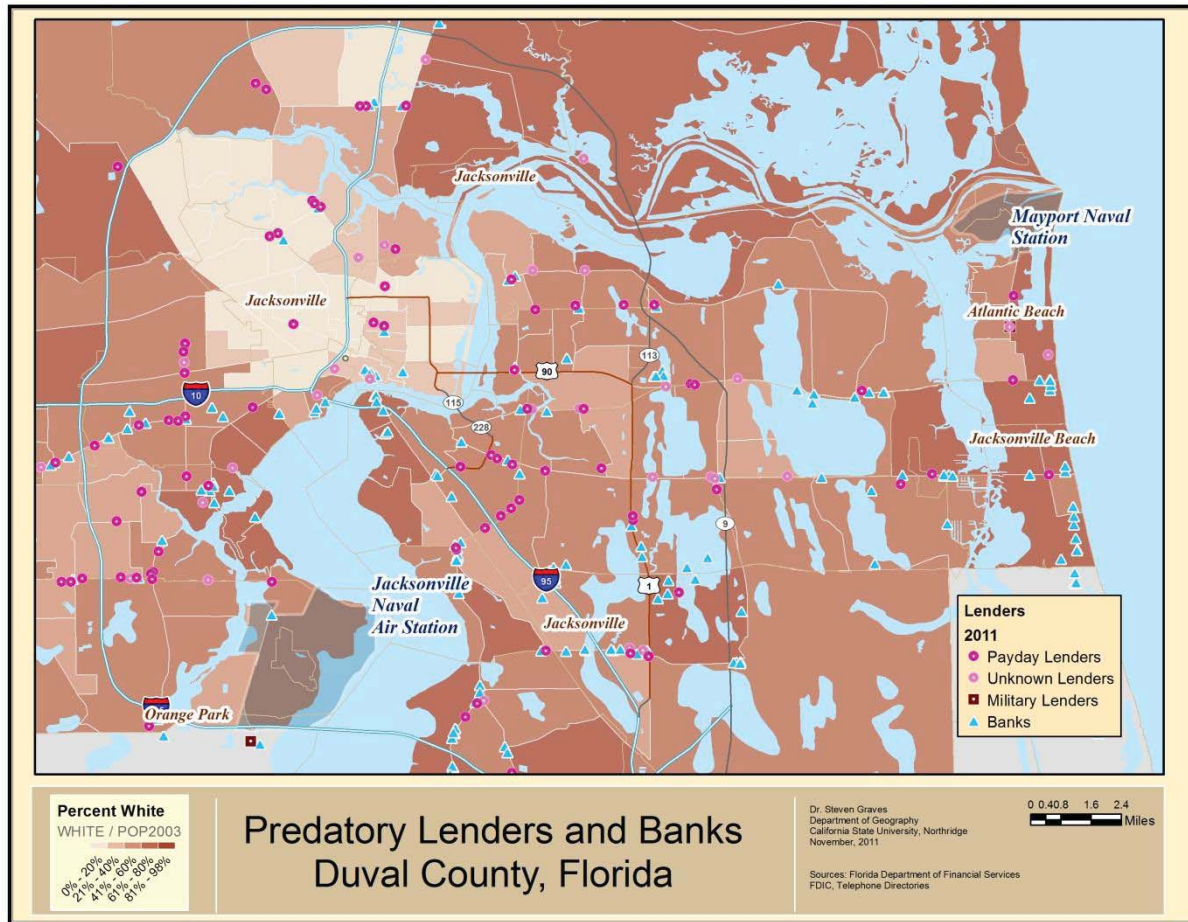 Jacksonville
Mayport Naval
Station
Jacksonville
Atlantic Beach
113
90
10
115
228
Jacksonville Beach
9
Jacksonville
Naval
Air Station
95
1
Jacksonville
Orange Park
Lenders
2011
Payday Lenders
Unknown Lenders
Military Lenders
Banks
Percent White
WHITE / POP2003
0% - 20%
21% - 40%
41% - 60%
61% - 80%
81% - 98%
Predatory Lenders and Banks
Duval County, Florida
Dr. Steven Graves
Department of Geography
California State University, Northridge
November, 2011
Sources: Florida Department of Financial Services
FDIC, Telephone Directories
0 0.40.8 1.6 2.4
Miles